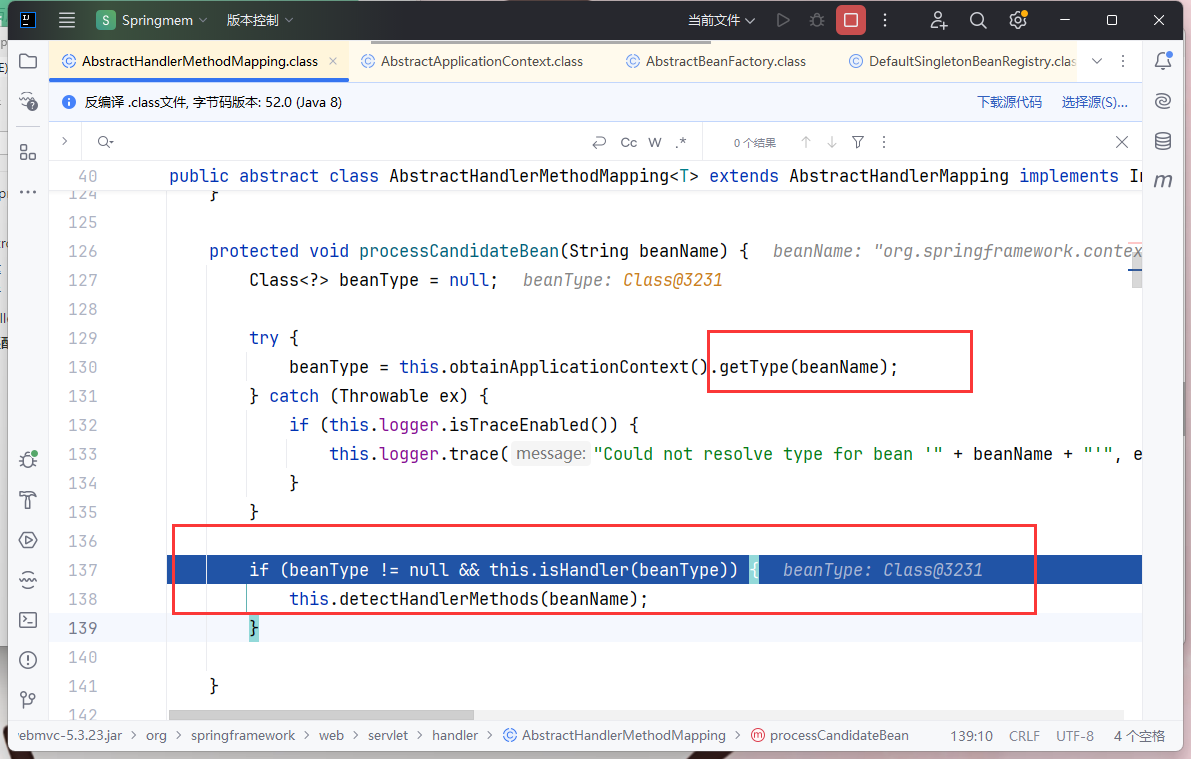 S Springmem 版本控制 当前文件
AbstractHandlerMethodMapping.class AbstractApplicationContext.class AbstractBeanFactory.class DefaultSingletonBeanRegistry.clas
反编译 .class文件, 字节码版本: 52.0 (Java 8) 下载源代码 选择源(S)...
Cc W .* 0 个结果
40 public abstract class AbstractHandlerMethodMapping<T> extends AbstractHandlerMapping implements In
124 }
125
126 protected void processCandidateBean(String beanName) { beanName: "org.springframework.contex
127 Class<?> beanType = null; beanType: Class@3231
128
129 try {
130 beanType = this.obtainApplicationContext().getType(beanName);
131 } catch (Throwable ex) {
132 if (this.logger.isTraceEnabled()) {
133 this.logger.trace( message: "Could not resolve type for bean '" + beanName + "'", e
134 }
135 }
136
137 if (beanType != null && this.isHandler(beanType)) { beanType: Class@3231
138 this.detectHandlerMethods(beanName);
139 }
140
141 }
142
ebmvc-5.3.23.jar > org > springframework > web > servlet > handler > AbstractHandlerMethodMapping > m processCandidateBean 139:10 CRLF UTF-8 4 个空格